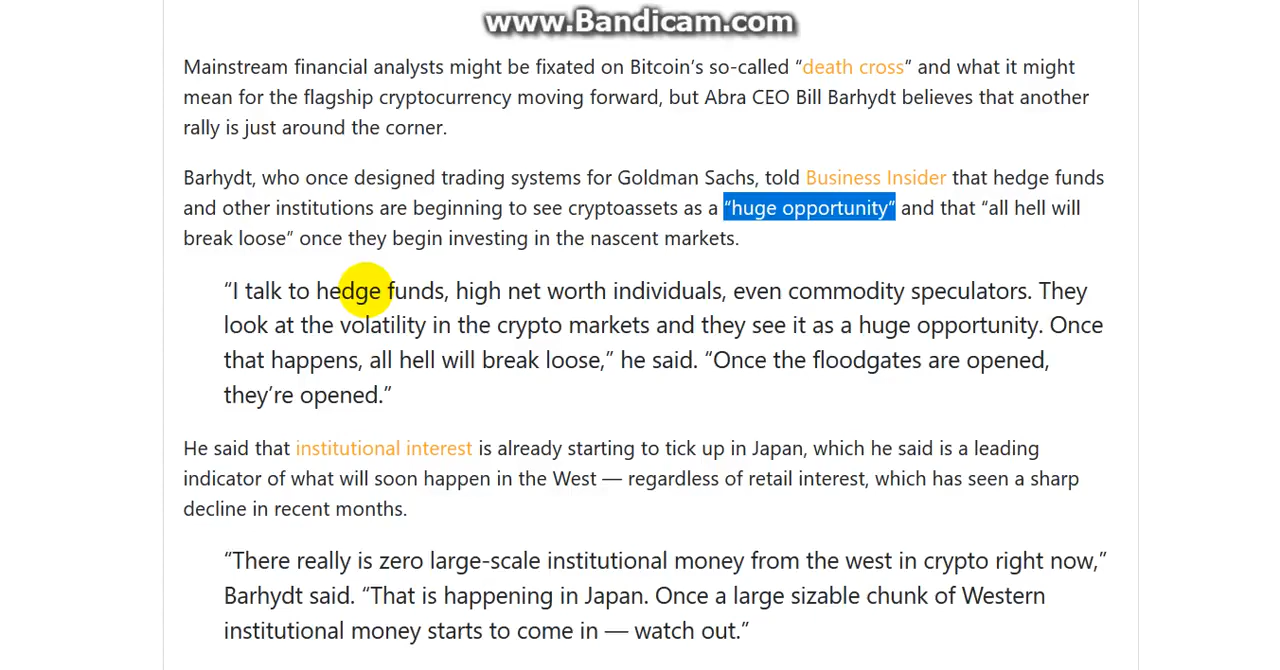 www.Bandicam.com
Mainstream financial analysts might be fixated on Bitcoin’s so-called “death cross“ and what it might
mean for the flagship cryptocurrency moving forward, but Abra CEO Bill Barhydt believes that another
rally is just around the corner.
Barhydt, who once designed trading systems for Goldman Sachs, told Business Insider that hedge funds
and other institutions are beginning to see cryptoassets as a “huge opportunity” and that “all hell will
break loose” once they begin investing in the nascent markets.
“I talk to hedge funds, high net worth individuals, even commodity speculators. They
look at the volatility in the crypto markets and they see it as a huge opportunity. Once
that happens, all hell will break loose,” he said. “Once the floodgates are opened,
they’re opened.”
He said that institutional interest is already starting to tick up in Japan, which he said is a leading
indicator of what will soon happen in the West — regardless of retail interest, which has seen a sharp
decline in recent months.
“There really is zero large-scale institutional money from the west in crypto right now,”
Barhydt said. “That is happening in Japan. Once a large sizable chunk of Western
institutional money starts to come in — watch out.”